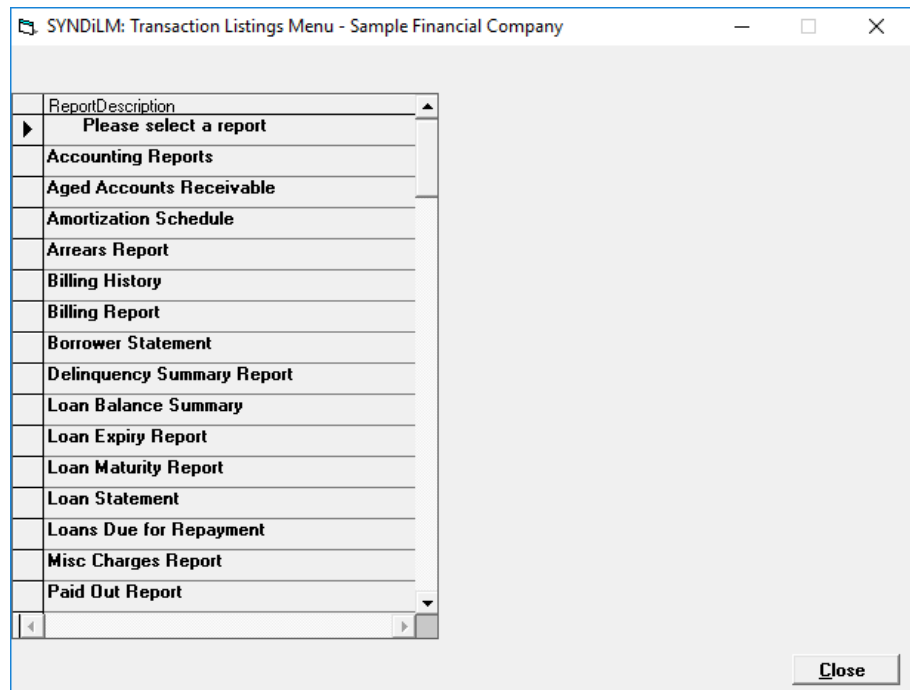 SYNDiLM: Transaction Listings Menu - Sample Financial Company
ReportDescription
Please select a report
Accounting Reports
Aged Accounts Receivable
Amortization Schedule
Arrears Report
Billing History
Billing Report
Borrower Statement
Delinquency Summary Report
Loan Balance Summary
Loan Expiry Report
Loan Maturity Report
Loan Statement
Loans Due for Repayment
Misc Charges Report
Paid Out Report
Close